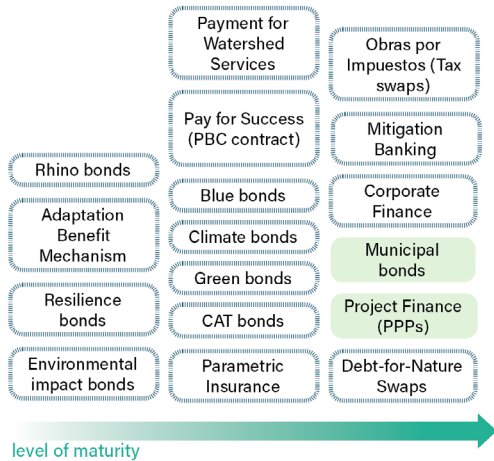 Rhino bonds
Adaptation
Benefit
Mechanism
Resilience
bonds
Environmental
impact bonds
Payment for
Watershed
Services
Pay for Success
(PBC contract)
Blue bonds
Climate bonds
Green bonds
CAT bonds
Parametric
Insurance
Obras por
Impuestos (Tax
swaps)
Mitigation
Banking
Corporate
Finance
Municipal
bonds
Project Finance
(PPPs)
Debt-for-Nature
Swaps
level of maturity